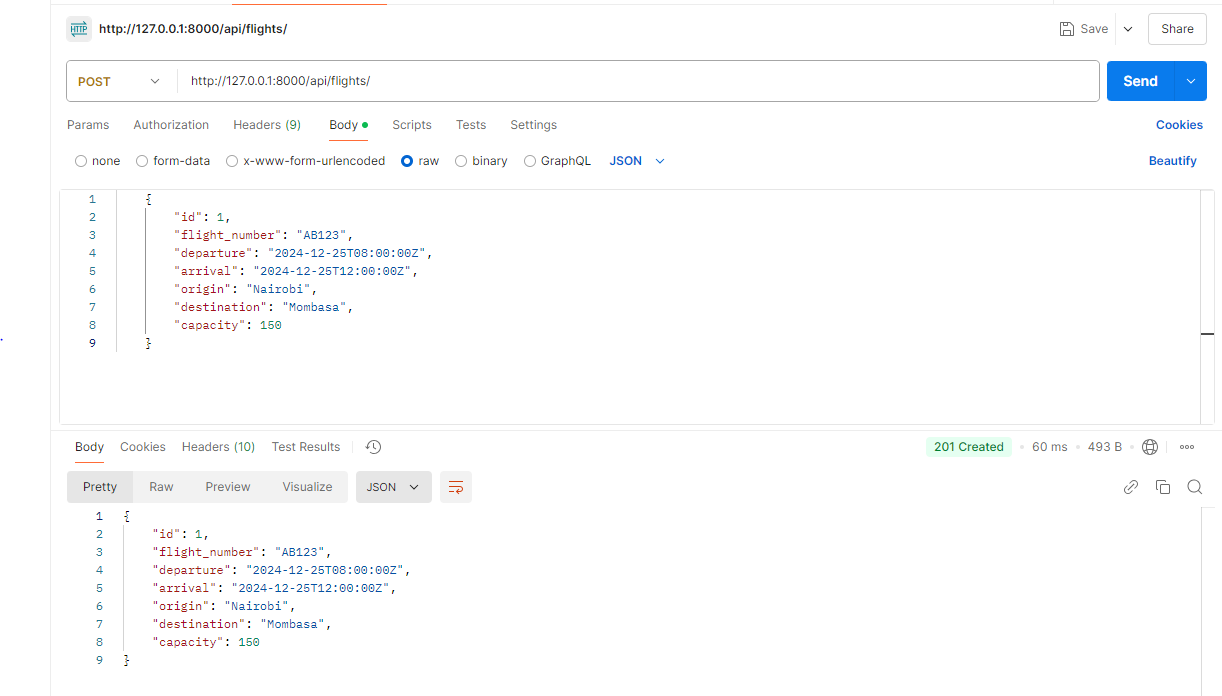 HTTP http://127.0.0.1:8000/api/flights/ Save Share
POST http://127.0.0.1:8000/api/flights/ Send
Params Authorization Headers (9) Body Scripts Tests Settings Cookies
none form-data x-www-form-urlencoded raw binary GraphQL JSON Beautify
1 {
2 "id": 1,
3 "flight_number": "AB123",
4 "departure": "2024-12-25T08:00:00Z",
5 "arrival": "2024-12-25T12:00:00Z",
6 "origin": "Nairobi",
7 "destination": "Mombasa",
8 "capacity": 150
9 }
Body Cookies Headers (10) Test Results 201 Created 60 ms 493 B
Pretty Raw Preview Visualize JSON
1 {
2 "id": 1,
3 "flight_number": "AB123",
4 "departure": "2024-12-25T08:00:00Z",
5 "arrival": "2024-12-25T12:00:00Z",
6 "origin": "Nairobi",
7 "destination": "Mombasa",
8 "capacity": 150
9 }